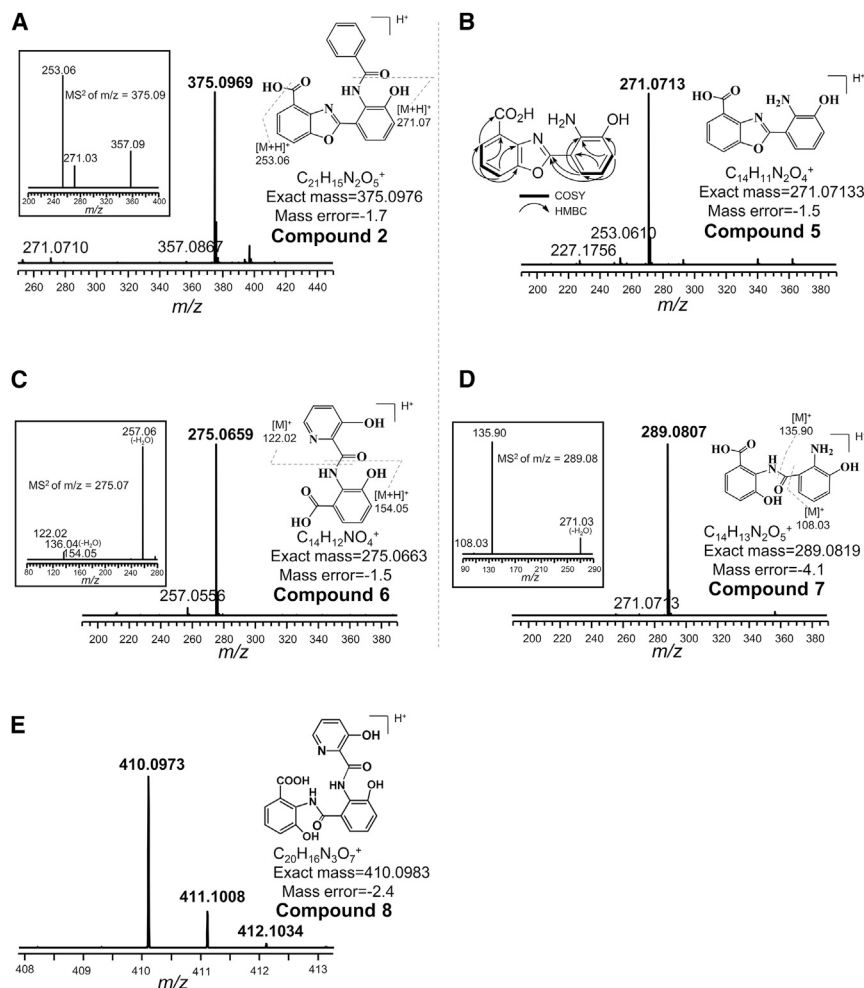 A
H⁺
253.06
MS² of m/z = 375.09
357.09
271.03
200 240 280 320 360 400
m/z
375.0969
HO
O
O
HN
OH
N
O
[M+H]⁺
271.07
[M+H]⁺
253.06
C₂₁H₁₅N₂O₅⁺
Exact mass=375.0976
Mass error=-1.7
Compound 2
271.0710
357.0867
260 280 300 320 340 360 380 400 420 440
m/z
B
271.0713
H⁺
CO₂H
H₂N
OH
N
O
COSY
HMBC
HO
O
H₂N
OH
N
O
C₁₄H₁₁N₂O₄⁺
Exact mass=271.07133
Mass error=-1.5
Compound 5
253.0610
227.1756
200 220 240 260 280 300 320 340 360 380
m/z
C
H⁺
257.06
(-H₂O)
MS² of m/z = 275.07
122.02
136.04(-H₂O)
154.05
80 120 160 200 240 280
m/z
275.0659
[M]⁺
122.02
OH
N
O
HN
OH
O
HO
[M+H]⁺
154.05
C₁₄H₁₂NO₄⁺
Exact mass=275.0663
Mass error=-1.5
Compound 6
257.0556
200 220 240 260 280 300 320 340 360 380
m/z
D
135.90
MS² of m/z = 289.08
271.03
(-H₂O)
108.03
90 130 170 210 250 290
m/z
289.0807
[M]⁺
135.90
H
HO
O
H
N
NH₂
OH
O
OH
[M]⁺
108.03
C₁₄H₁₃N₂O₅⁺
Exact mass=289.0819
Mass error=-4.1
Compound 7
271.0713
200 220 240 260 280 300 320 340 360 380
m/z
E
H⁺
410.0973
OH
N
O
COOH
HN
OH
H
N
O
OH
C₂₀H₁₆N₃O₇⁺
Exact mass=410.0983
Mass error=-2.4
Compound 8
411.1008
412.1034
408 409 410 411 412 413
m/z